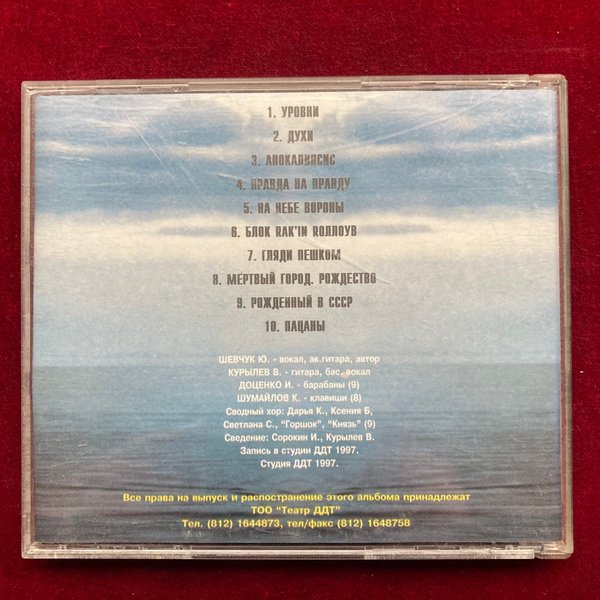 1. УРОВНИ
2. ДУХИ
3. АПОКАЛИПСИС
4. ПРАВДА НА ПРАВДУ
5. НА НЕБЕ ВОРОНЫ
6. БЛОК RAK'IN RОЛЛОУВ
7. ГЛЯДИ ПЕШКОМ
8. МЕРТВЫЙ ГОРОД. РОЖДЕСТВО
9. РОЖДЕННЫЙ В СССР
10. ПАЦАНЫ
ШЕВЧУК Ю. - вокал, ак.гитара, автор
КУРЫЛЕВ В. - гитара, бас, вокал
ДОЦЕНКО И. - барабаны (9)
ШУМАЙЛОВ К. - клавиши (8)
Сводный хор: Дарья К., Ксения Б,
Светлана С., "Горшок", "Князь" (9)
Сведение: Сорокин И., Курылев В.
Запись в студии ДДТ 1997.
Студия ДДТ 1997.
Все права на выпуск и распостранение этого альбома принадлежат
ТОО "Театр ДДТ"
Тел. (812) 1644873, тел/факс (812) 1648758